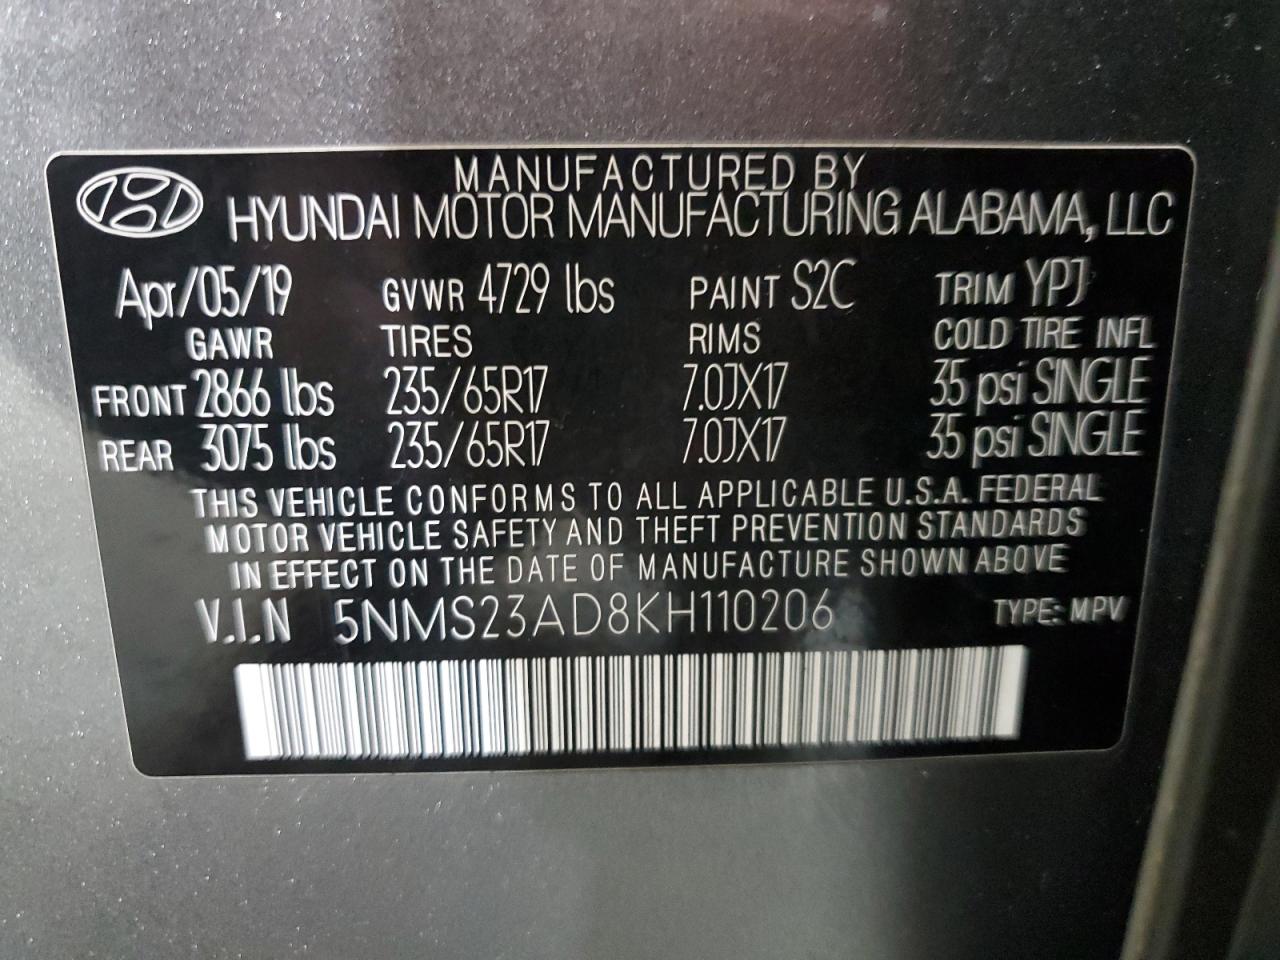 MANUFACTURED BY
HYUNDAI MOTOR MANUFACTURING ALABAMA, LLC
Apr/05/19 GVWR 4729 lbs PAINT S2C TRIM YPJ
GAWR TIRES RIMS COLD TIRE INFL
FRONT 2866 lbs 235/65R17 7.0JX17 35 psi SINGLE
REAR 3075 lbs 235/65R17 7.0JX17 35 psi SINGLE
THIS VEHICLE CONFORMS TO ALL APPLICABLE U.S.A. FEDERAL
MOTOR VEHICLE SAFETY AND THEFT PREVENTION STANDARDS
IN EFFECT ON THE DATE OF MANUFACTURE SHOWN ABOVE
V.I.N 5NMS23AD8KH110206 TYPE: MPV